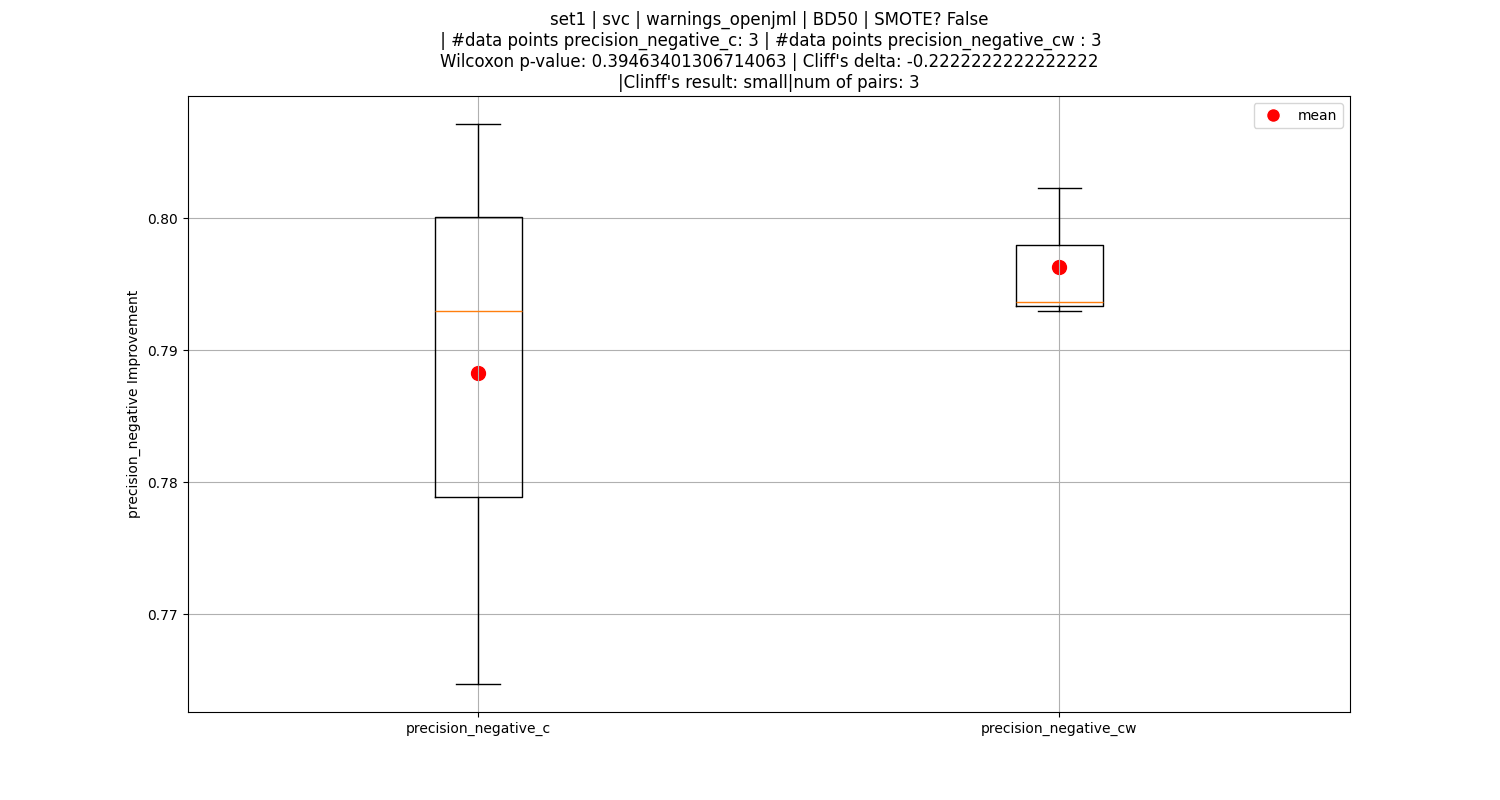 set1 | svc | warnings_openjml | BD50 | SMOTE? False
| #data points precision_negative_c: 3 | #data points precision_negative_cw : 3
Wilcoxon p-value: 0.39463401306714063 | Cliff's delta: -0.2222222222222222
|Clinff's result: small|num of pairs: 3
mean
0.80
0.79
0.78
0.77
precision_negative Improvement
precision_negative_c
precision_negative_cw